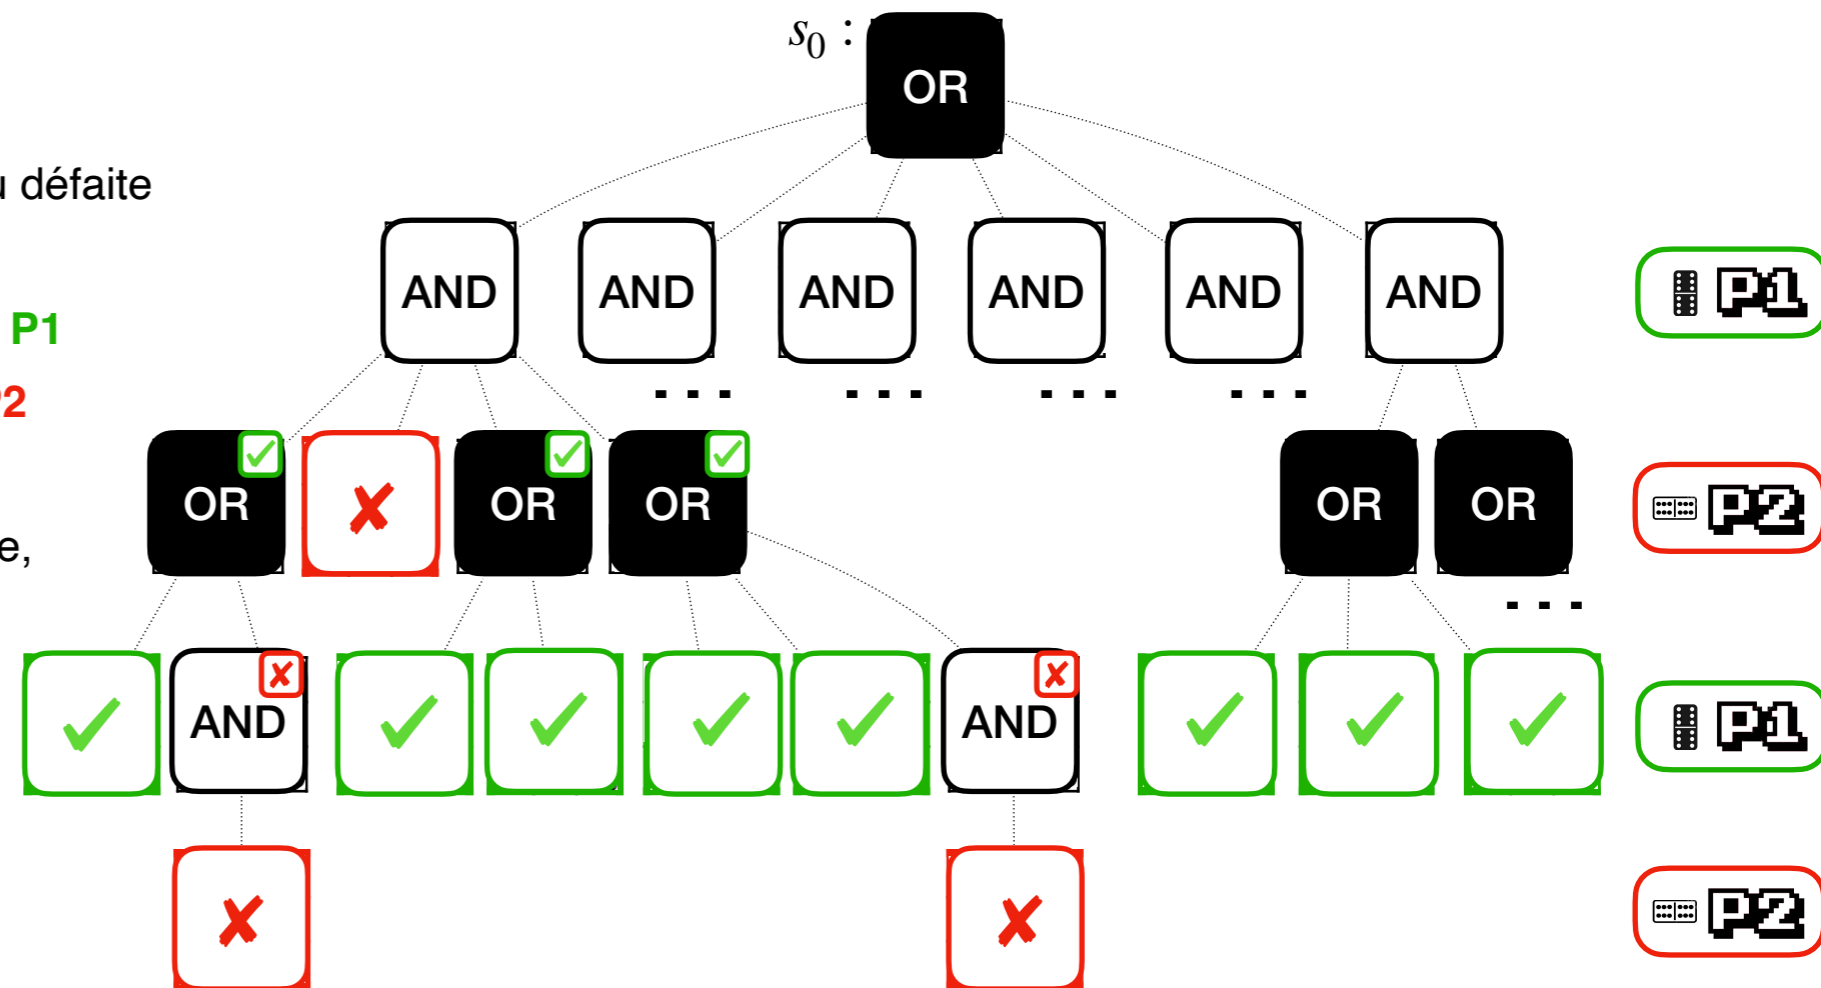 s0 :
OR
u défaite
AND AND AND AND AND AND
P1
P1
... ... ... ...
P2
OR OR OR OR OR
P2
e,
...
AND AND
P1
P2